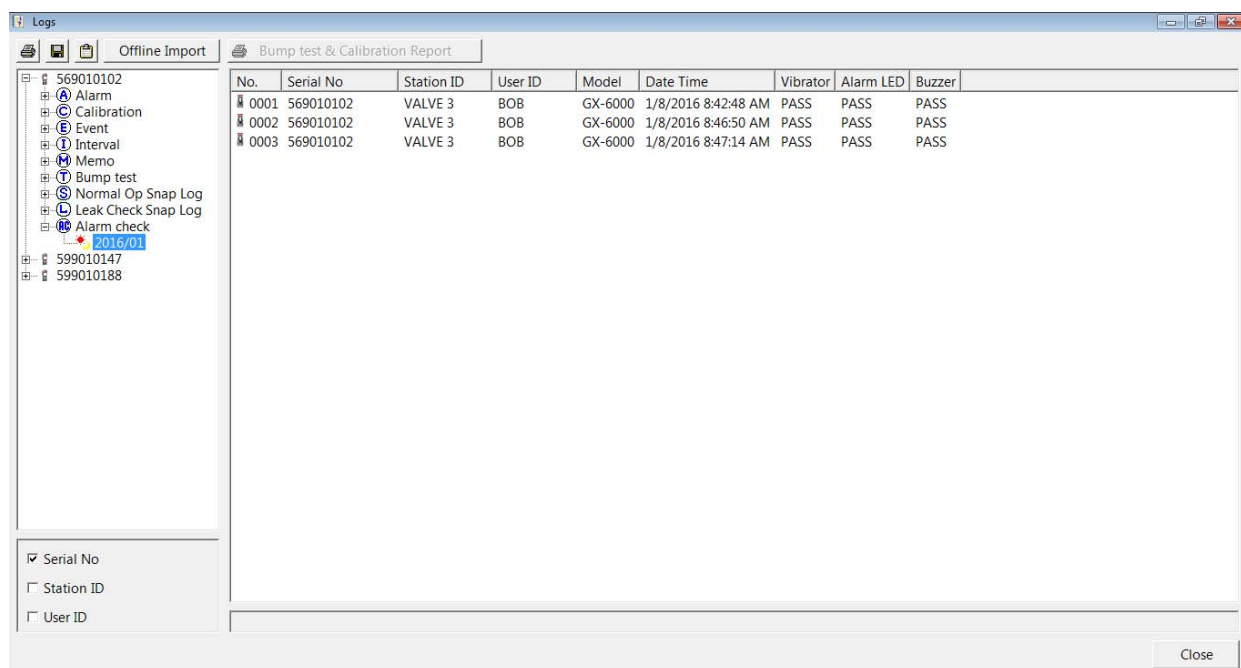 Logs
Offline Import Bump test & Calibration Report
569010102
A Alarm
C Calibration
E Event
I Interval
M Memo
T Bump test
S Normal Op Snap Log
L Leak Check Snap Log
AC Alarm check
2016/01
599010147
599010188
No. Serial No Station ID User ID Model Date Time Vibrator Alarm LED Buzzer
0001 569010102 VALVE 3 BOB GX-6000 1/8/2016 8:42:48 AM PASS PASS PASS
0002 569010102 VALVE 3 BOB GX-6000 1/8/2016 8:46:50 AM PASS PASS PASS
0003 569010102 VALVE 3 BOB GX-6000 1/8/2016 8:47:14 AM PASS PASS PASS
Serial No
Station ID
User ID
Close